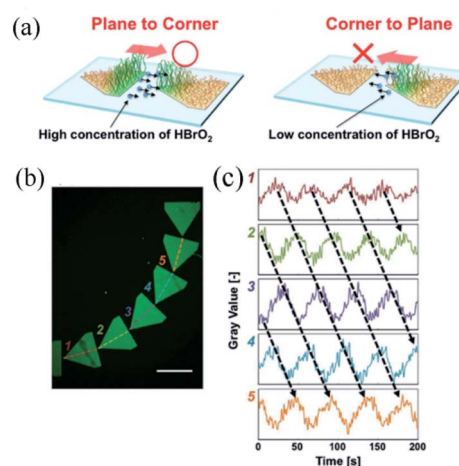 (a)
Plane to Corner
Corner to Plane
High concentration of HBrO₂
Low concentration of HBrO₂
(b)
1
2
3
4
5
(c)
1
2
3
4
5
Gray Value [-]
0 50 100 150 200
Time [s]